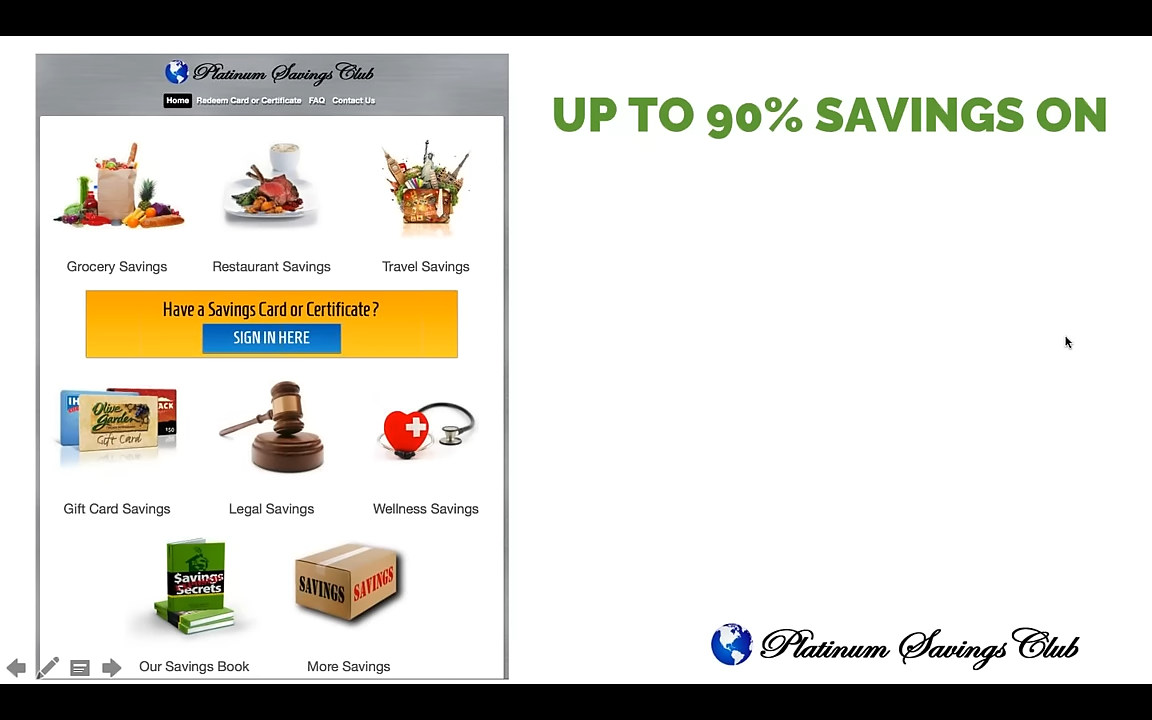 Platinum Savings Club
Home Redeem Card or Certificate FAQ Contact Us
UP TO 90% SAVINGS ON
Grocery Savings
Restaurant Savings
Travel Savings
Have a Savings Card or Certificate?
SIGN IN HERE
Olive
Garden
Gift Card
$50
Gift Card Savings
Legal Savings
Wellness Savings
Savings
Secrets
SAVINGS
SAVINGS
Our Savings Book
More Savings
Platinum Savings Club